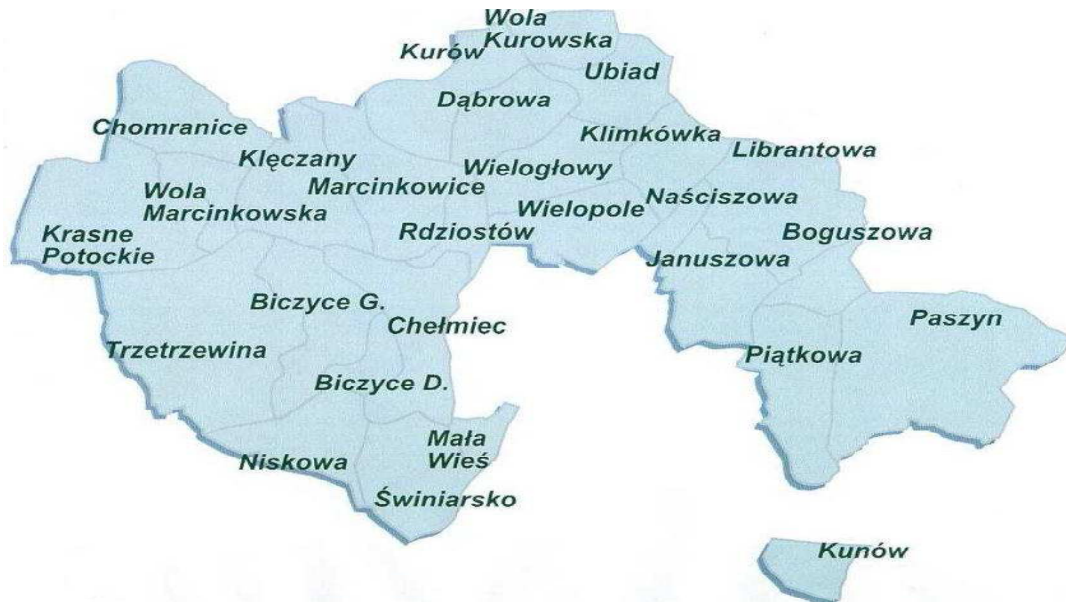 Wola
Kurowska
Kurów
Ubiad
Dąbrowa
Chomranice
Klimkówka
Librantowa
Klęczany
Wielogłowy
Marcinkowice
Wola
Marcinkowska
Naściszowa
Wielopole
Rdziostów
Krasne
Potockie
Boguszowa
Januszowa
Biczyce G.
Chełmiec
Paszyn
Trzetrzewina
Piątkowa
Biczyce D.
Mała
Wieś
Niskowa
Świniarsko
Kunów